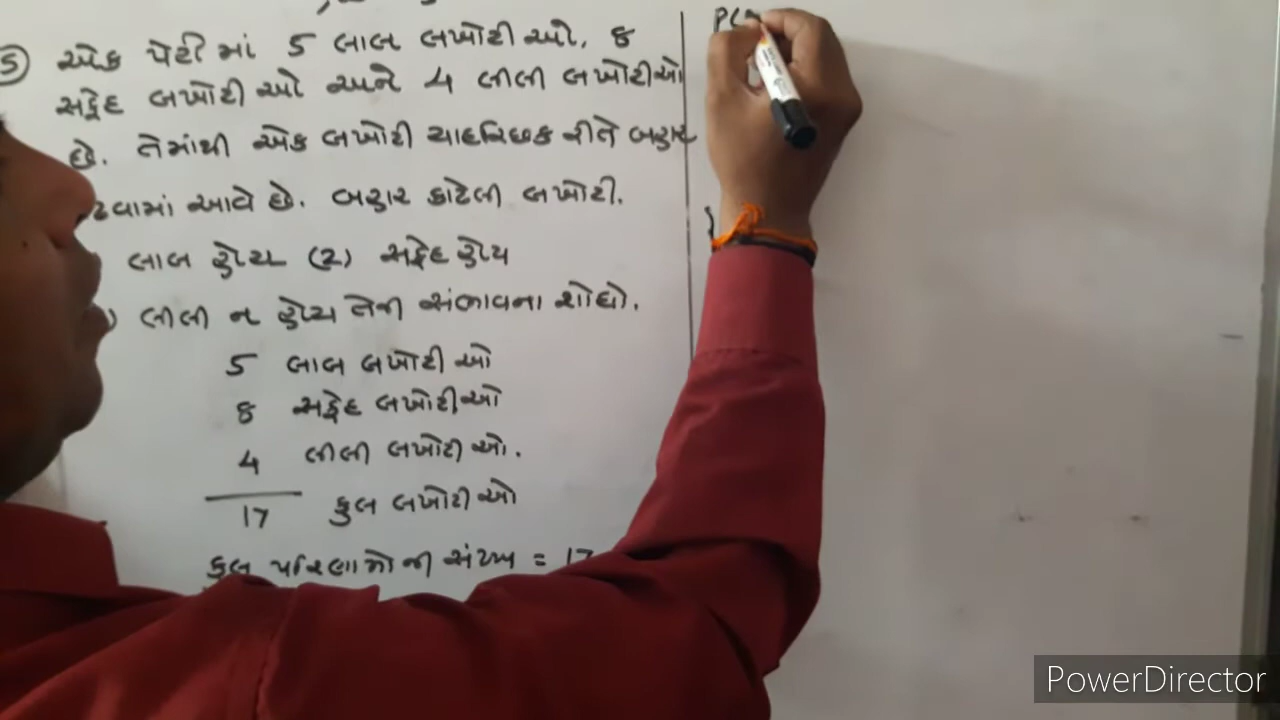 5 એક પેટીમાં 5 લાલ લખોટીઓ, 8
સફેદ લખોટીઓ અને 4 લીલી લખોટીઓ
છે. તેમાંથી એક લખોટી યાદચ્છિક રીતે બહાર
ઢવામાં આવે છે. બહાર કાઢેલી લખોટી.
લાલ હોય (2) સફેદ હોય
) લીલી ન હોય તેની સંભાવના શોધો.
5 લાલ લખોટીઓ
8 સફેદ લખોટીઓ
4 લીલી લખોટીઓ.
17 કુલ લખોટીઓ
કુલ પરિણામોની સંખ્યા = 17
P(
PowerDirector